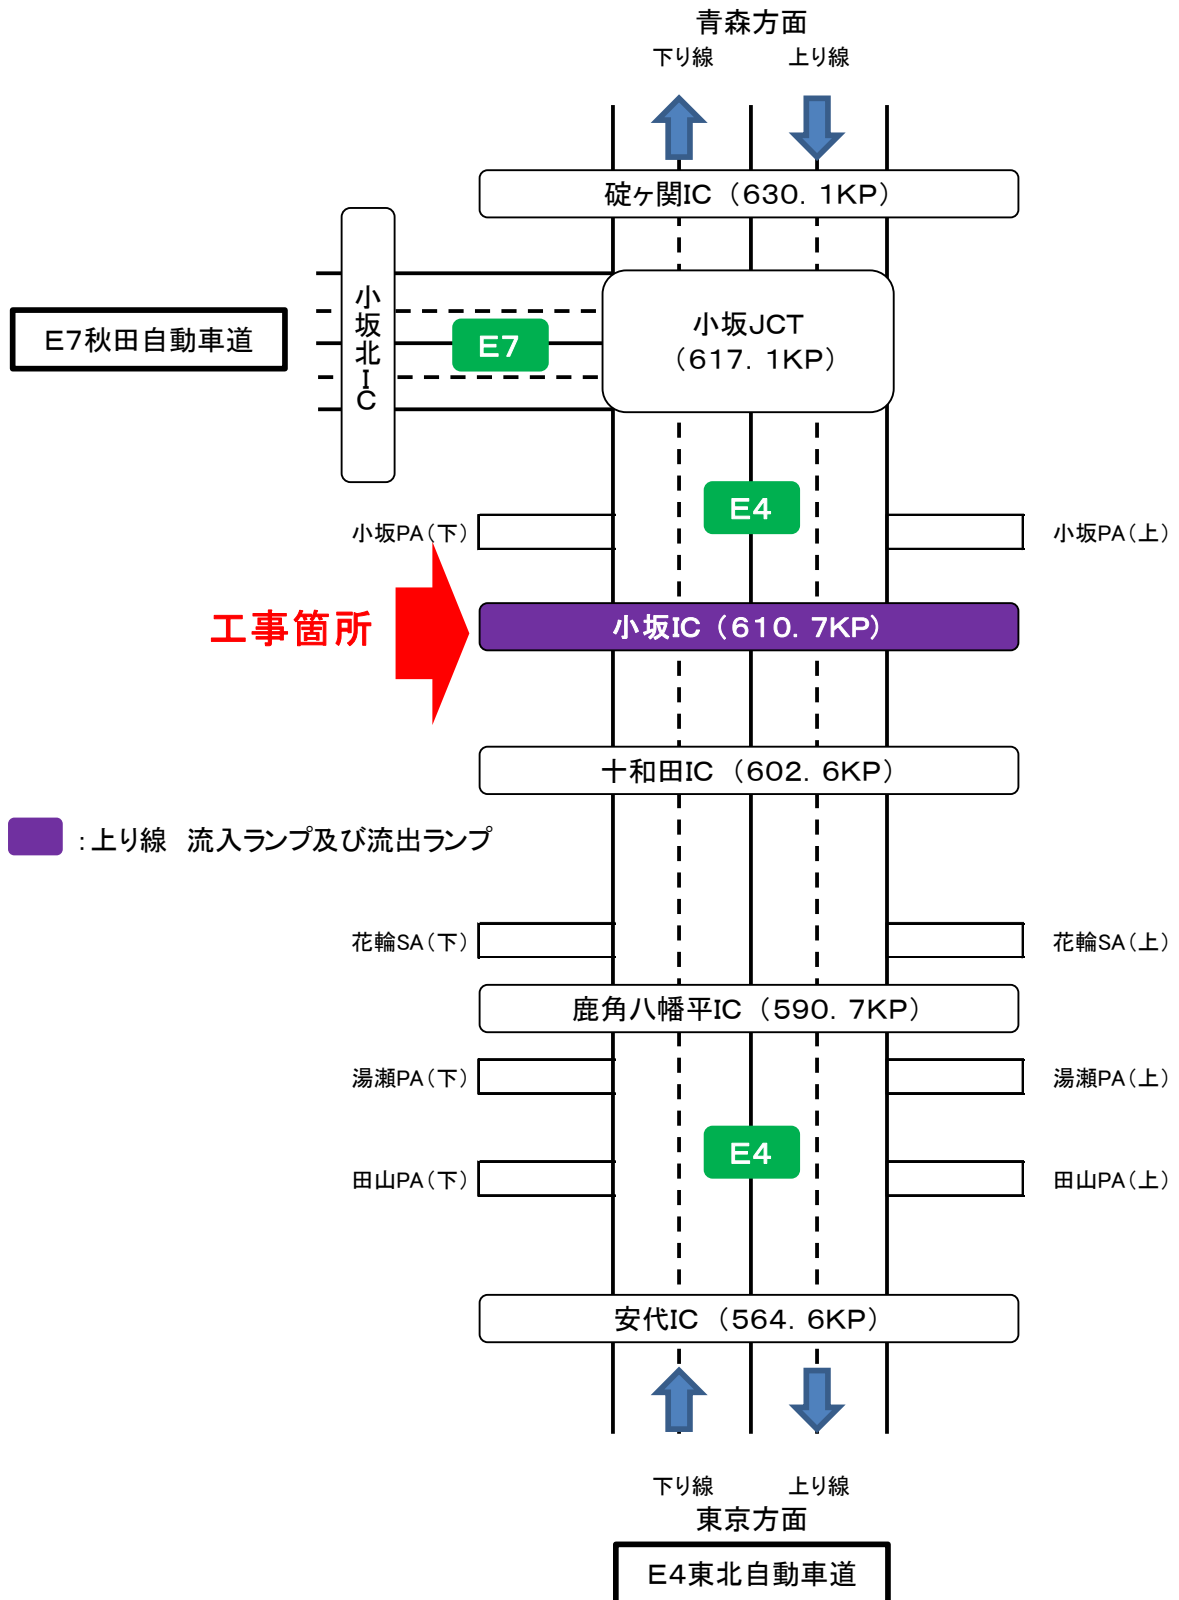 青森方面
下り線 上り線
碇ヶ関IC（630．1KP）
小坂北IC
E7秋田自動車道
E7
小坂JCT
（617．1KP）
E4
小坂PA（下） 小坂PA（上）
工事箇所
小坂IC（610．7KP）
十和田IC（602．6KP）
：上り線　流入ランプ及び流出ランプ
花輪SA（下） 花輪SA（上）
鹿角八幡平IC（590．7KP）
湯瀬PA（下） 湯瀬PA（上）
E4
田山PA（下） 田山PA（上）
安代IC（564．6KP）
下り線 上り線
東京方面
E4東北自動車道